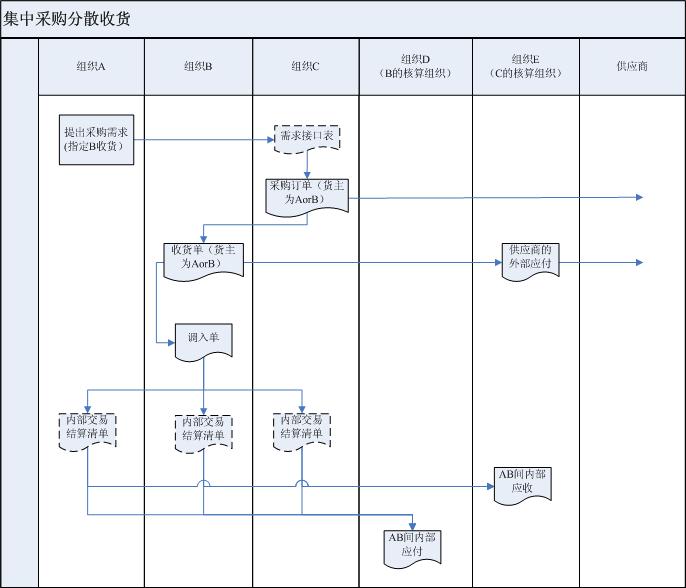 集中采购分散收货
组织A
组织B
组织C
组织D
（B的核算组织）
组织E
（C的核算组织）
供应商
提出采购需求
(指定B收货）
需求接口表
采购订单（货主
为AorB）
收货单（货主
为AorB）
供应商的
外部应付
调入单
内部交易
结算清单
内部交易
结算清单
内部交易
结算清单
AB间内部
应收
AB间内部
应付